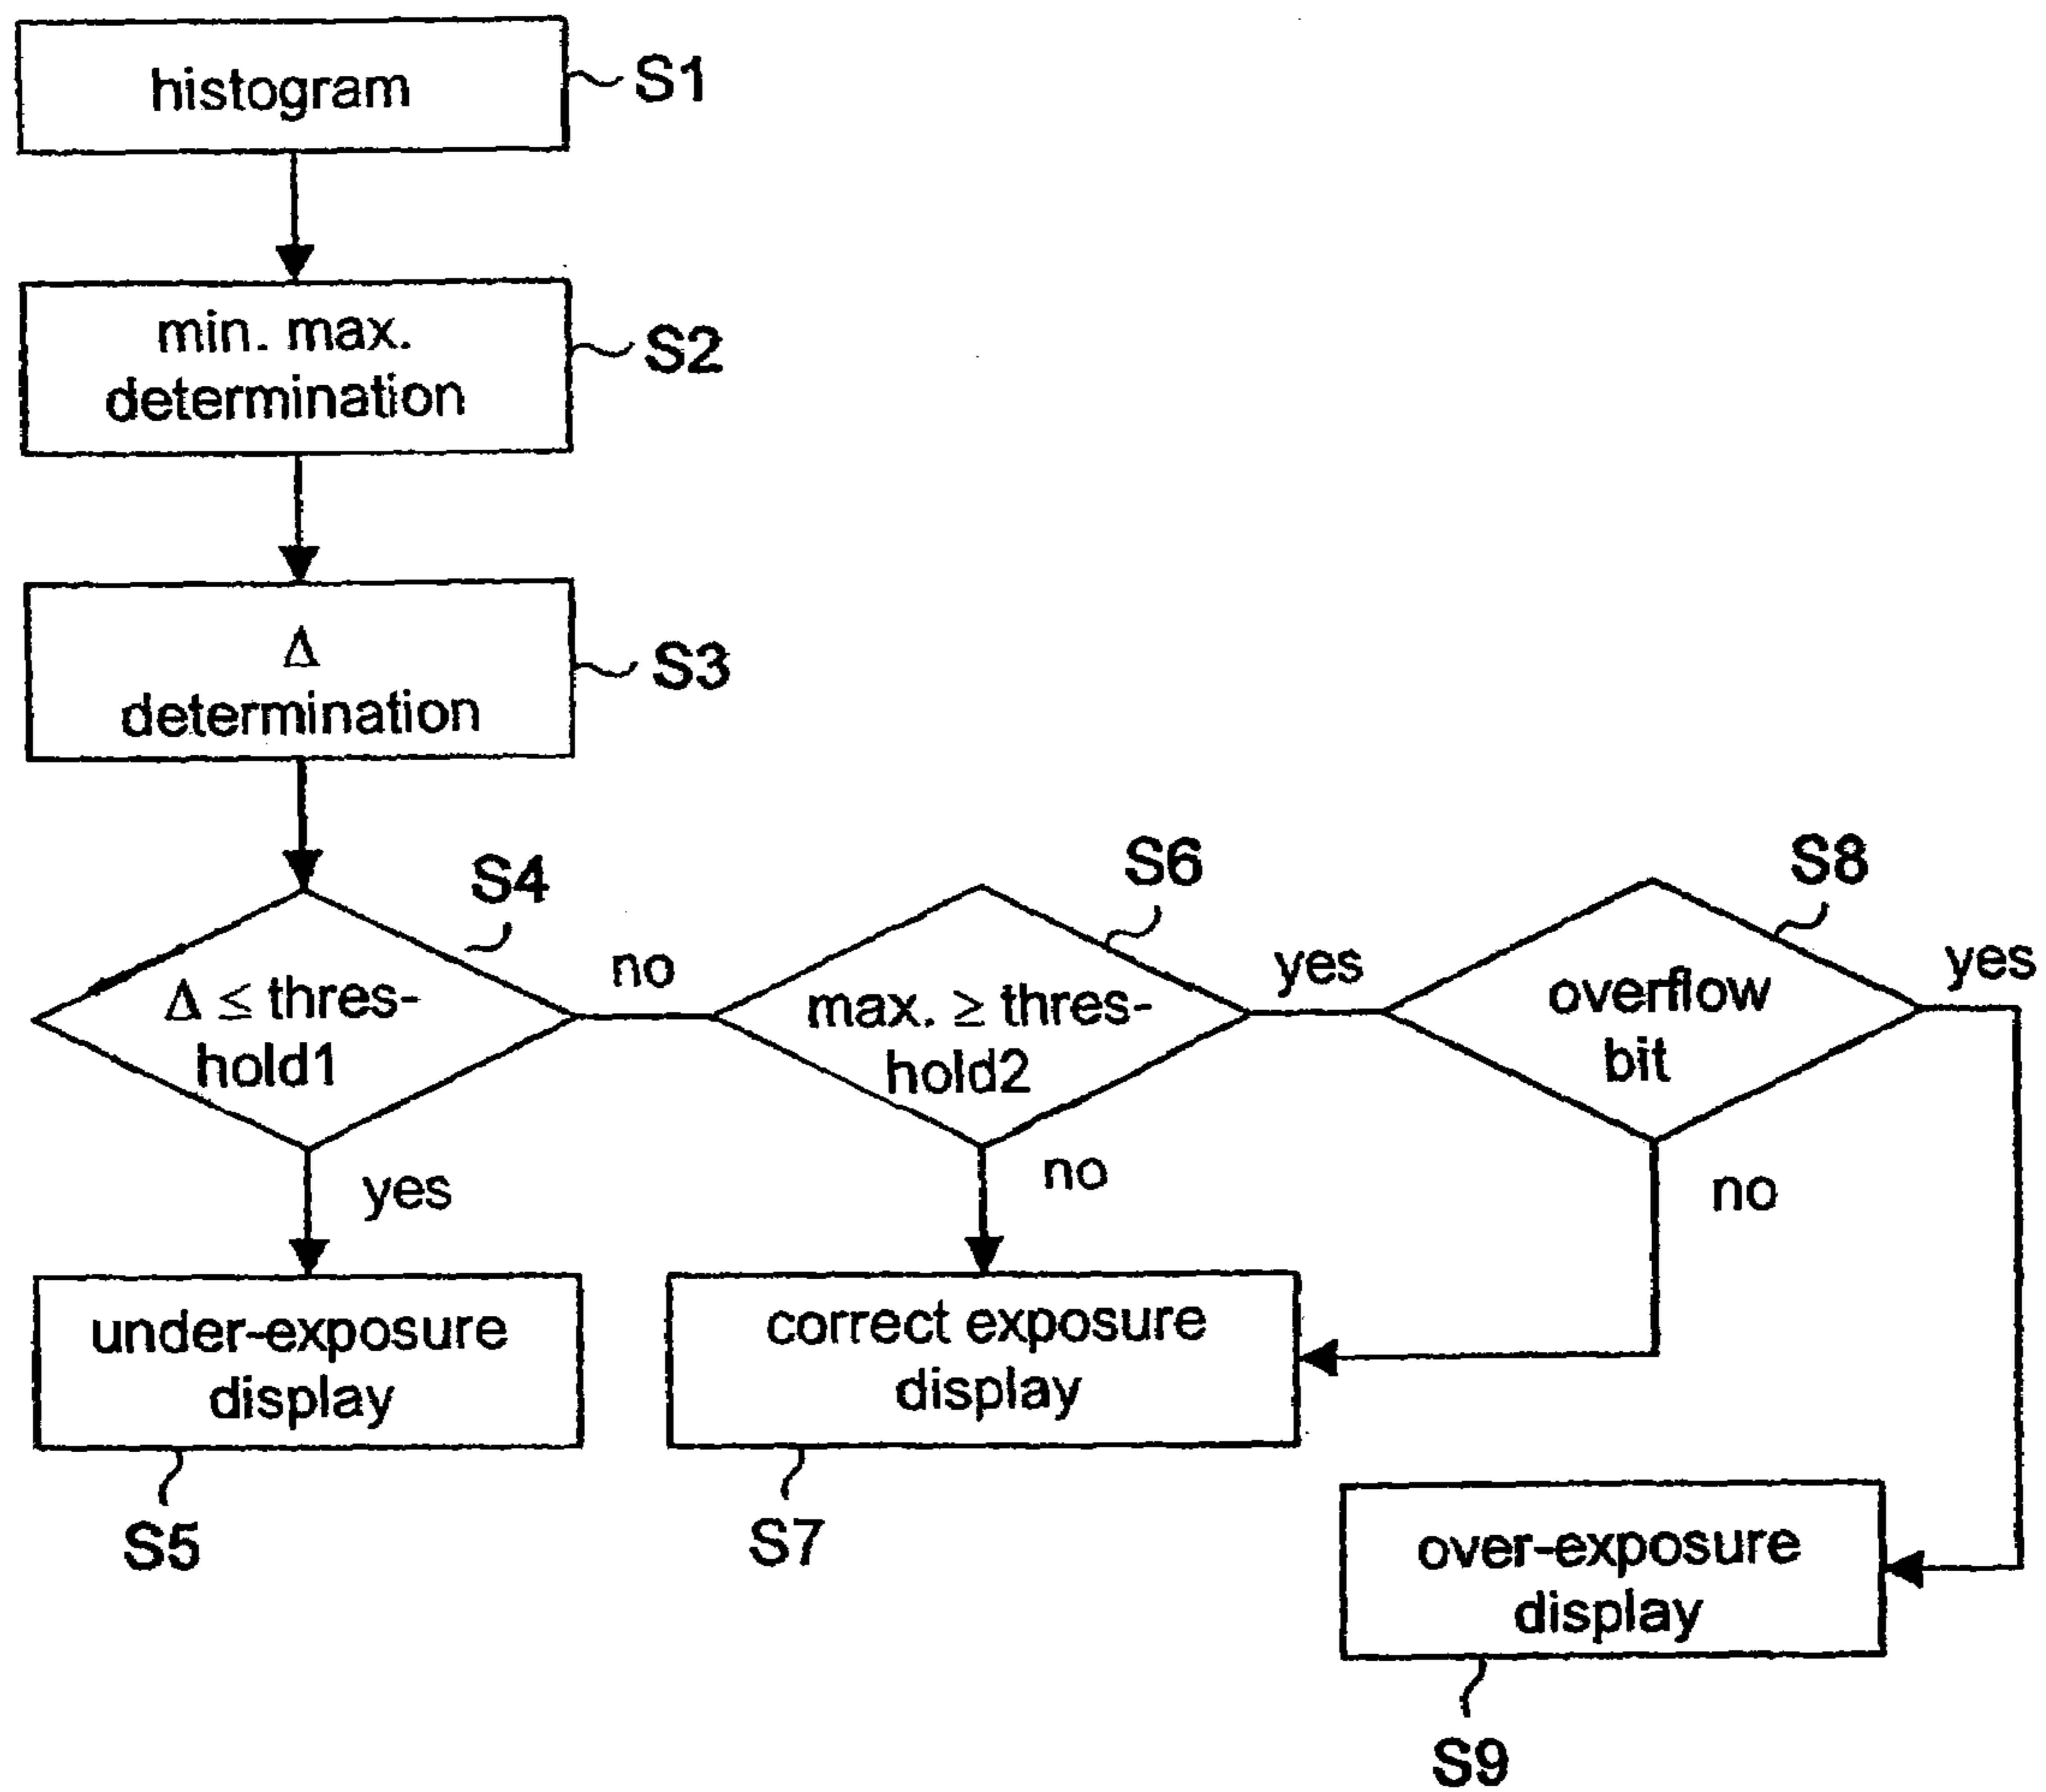 histogram
S1
min. max.
determination
S2
Δ
determination
S3
S4
Δ ≤ thres-
hold1
no
yes
S6
max. ≥ thres-
hold2
yes
no
S8
overflow
bit
yes
no
under-exposure
display
S5
correct exposure
display
S7
over-exposure
display
S9